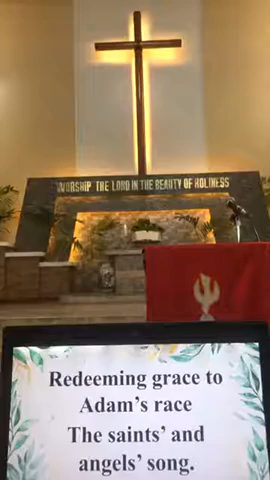 WORSHIP THE LORD IN THE BEAUTY OF HOLINESS
Redeeming grace to
Adam's race
The saints' and
angels' song.